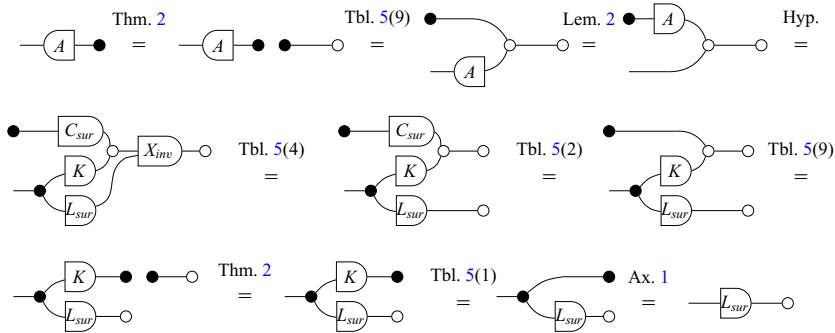 A Thm. 2 = A Tbl. 5(9) = A Lem. 2 = A Hyp. =
C_sur K L_sur X_inv Tbl. 5(4) = C_sur K L_sur Tbl. 5(2) = K L_sur Tbl. 5(9) =
K L_sur Thm. 2 = K L_sur Tbl. 5(1) = L_sur Ax. 1 = L_sur